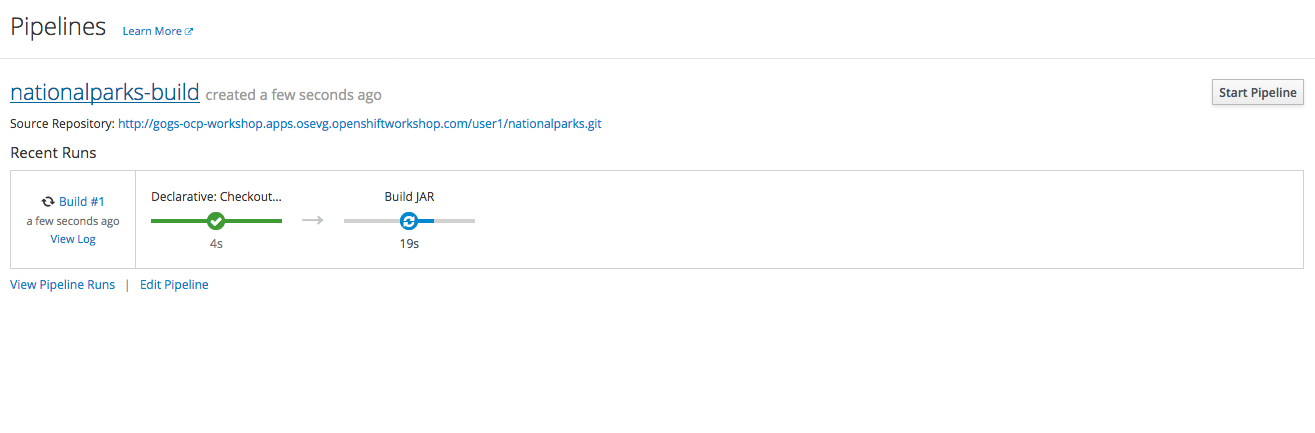 Pipelines Learn More
nationalparks-build created a few seconds ago
Start Pipeline
Source Repository: http://gogs-ocp-workshop.apps.osevg.openshiftworkshop.com/user1/nationalparks.git
Recent Runs
Build #1
a few seconds ago
View Log
Declarative: Checkout...
4s
Build JAR
19s
View Pipeline Runs | Edit Pipeline